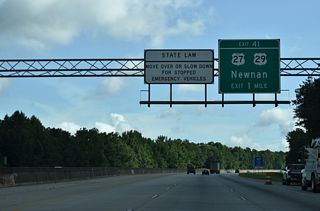 STATE LAW
MOVE OVER OR SLOW DOWN
FOR STOPPED
EMERGENCY VEHICLES
EXIT 41
27 29
Newnan
EXIT 1 MILE